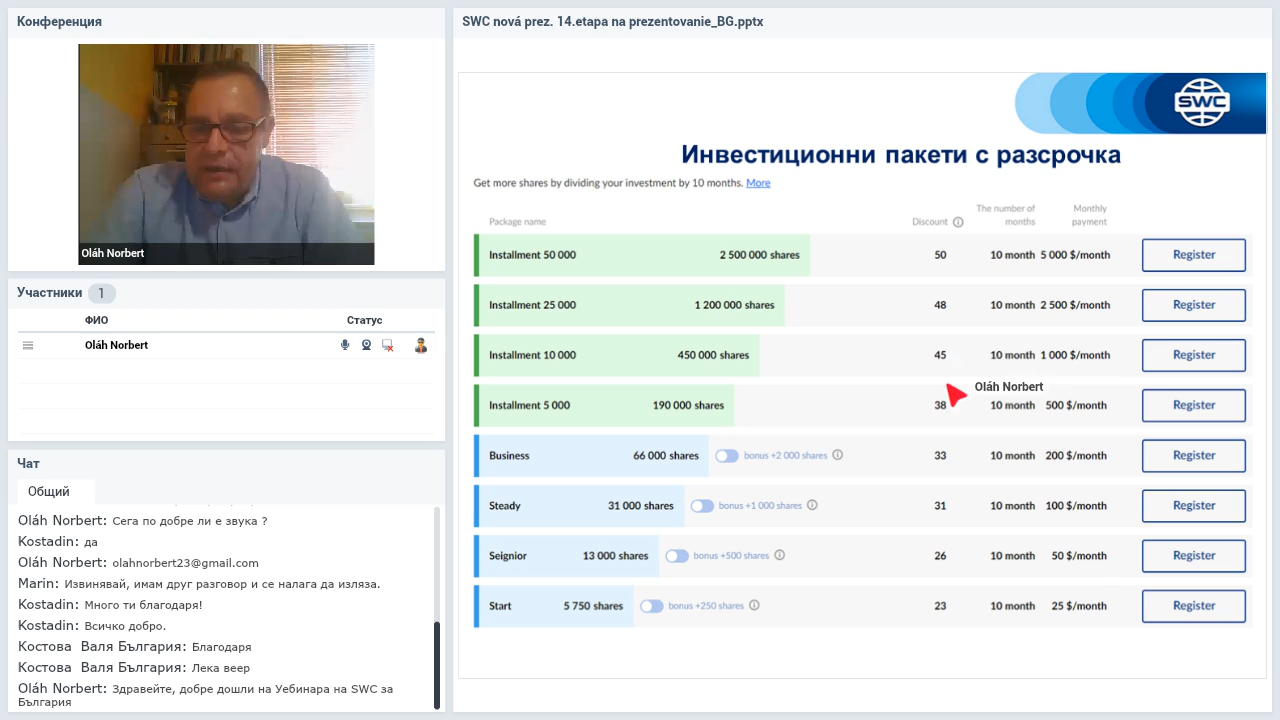 Конференция
Oláh Norbert
Участники 1
ФИО Статус
Oláh Norbert
Чат
Общий
Oláh Norbert: Сега по добре ли е звука ?
Kostadin: да
Oláh Norbert: olahnorbert23@gmail.com
Marin: Извинявай, имам друг разговор и се налага да изляза.
Kostadin: Много ти благодаря!
Kostadin: Всичко добро.
Костова Валя България: Благодаря
Костова Валя България: Лека веер
Oláh Norbert: Здравейте, добре дошли на Уебинара на SWC за
България
SWC nová prez. 14.etapa na prezentovanie_BG.pptx
SWC
Инвестиционни пакети с разсрочка
Get more shares by dividing your investment by 10 months. More
Package name Discount The number of months Monthly payment
Installment 50 000 2 500 000 shares 50 10 month 5 000 $/month Register
Installment 25 000 1 200 000 shares 48 10 month 2 500 $/month Register
Installment 10 000 450 000 shares 45 10 month 1 000 $/month Register
Oláh Norbert
Installment 5 000 190 000 shares 38 10 month 500 $/month Register
Business 66 000 shares bonus +2 000 shares 33 10 month 200 $/month Register
Steady 31 000 shares bonus +1 000 shares 31 10 month 100 $/month Register
Seignior 13 000 shares bonus +500 shares 26 10 month 50 $/month Register
Start 5 750 shares bonus +250 shares 23 10 month 25 $/month Register